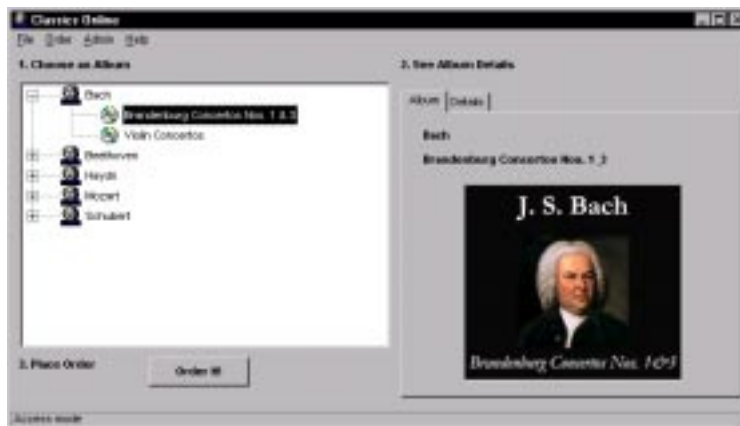 Classics Online
File Order Admin Help
1. Choose an Album
Bach
Brandenburg Concertos Nos. 1 & 3
Violin Concertos
Beethoven
Haydn
Mozart
Schubert
3. Place Order
Order It!
2. See Album Details
Album Details
Bach
Brandenburg Concertos Nos. 1
J. S. Bach
Brandenburg Concertos Nos. 1&3
Access mode